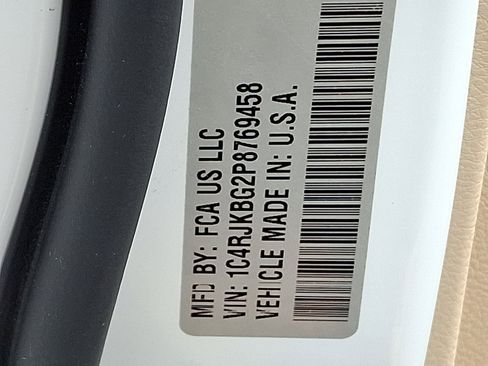 MFD BY: FCA US LLC
VIN: 1C4RJKBG2P8769458
VEHICLE MADE IN: U.S.A.